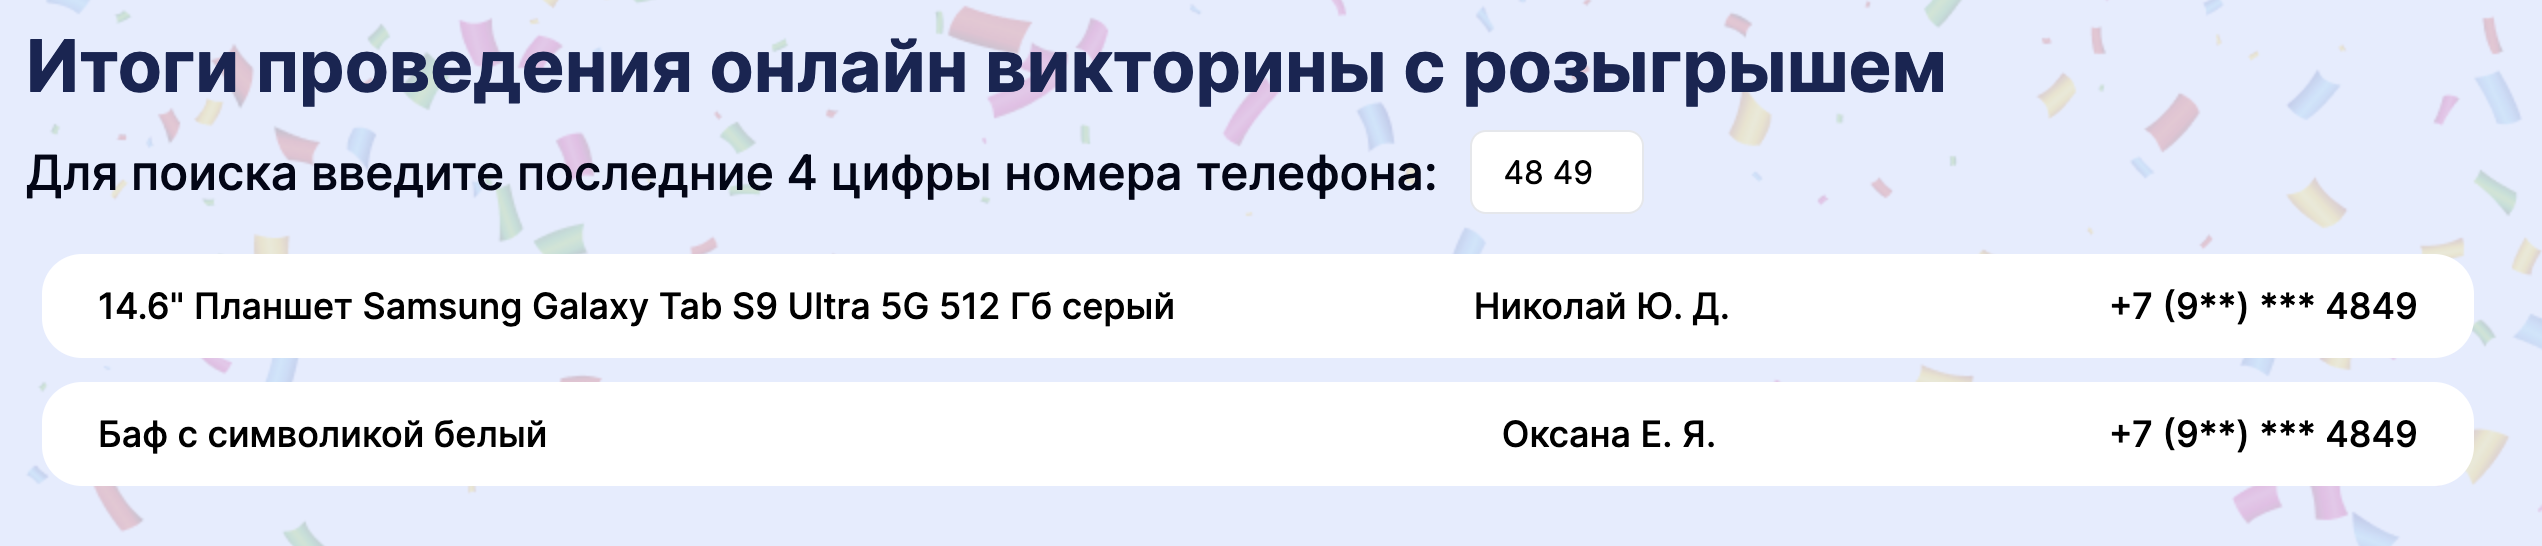 Итоги проведения онлайн викторины с розыгрышем
Для поиска введите последние 4 цифры номера телефона: 48 49
14.6" Планшет Samsung Galaxy Tab S9 Ultra 5G 512 Гб серый Николай Ю. Д. +7 (9**) *** 4849
Баф с символикой белый Оксана Е. Я. +7 (9**) *** 4849